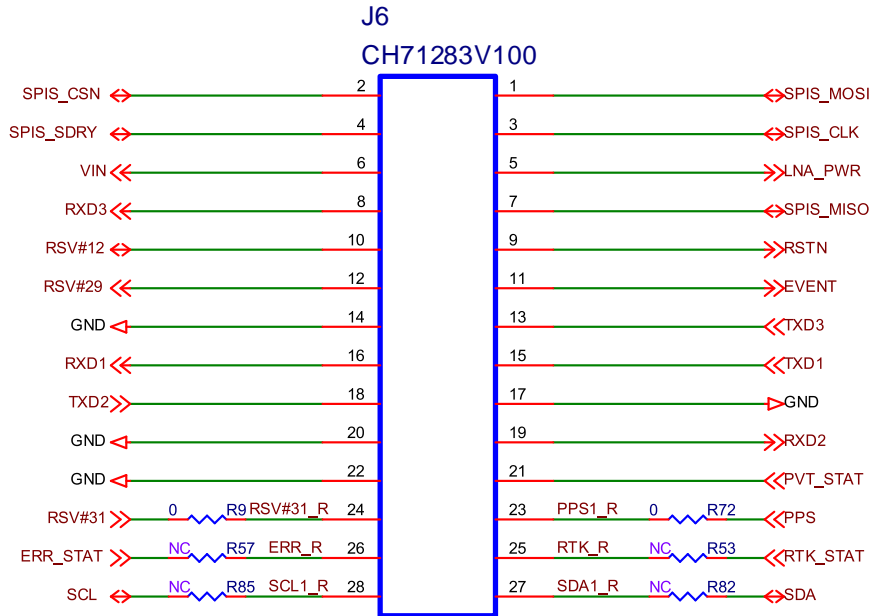 J6
CH71283V100
SPIS_CSN 2 1 SPIS_MOSI
SPIS_SDRY 4 3 SPIS_CLK
VIN 6 5 LNA_PWR
RXD3 8 7 SPIS_MISO
RSV#12 10 9 RSTN
RSV#29 12 11 EVENT
GND 14 13 TXD3
RXD1 16 15 TXD1
TXD2 18 17 GND
GND 20 19 RXD2
GND 22 21 PVT_STAT
RSV#31 0 R9 RSV#31_R 24 23 PPS1_R 0 R72 PPS
ERR_STAT NC R57 ERR_R 26 25 RTK_R NC R53 RTK_STAT
SCL NC R85 SCL1_R 28 27 SDA1_R NC R82 SDA